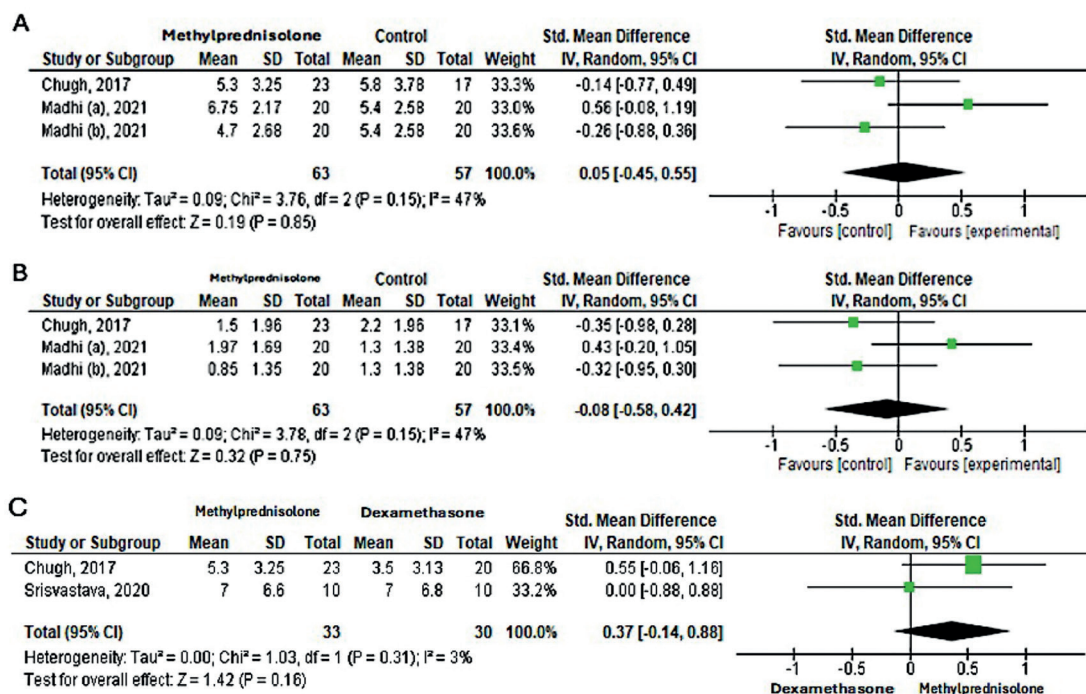 A
Methylprednisolone Control Std. Mean Difference Std. Mean Difference
Study or Subgroup Mean SD Total Mean SD Total Weight IV, Random, 95% CI IV, Random, 95% CI
Chugh, 2017 5.3 3.25 23 5.8 3.78 17 33.3% -0.14 [-0.77, 0.49]
Madhi (a), 2021 6.75 2.17 20 5.4 2.58 20 33.0% 0.56 [-0.08, 1.19]
Madhi (b), 2021 4.7 2.68 20 5.4 2.58 20 33.6% -0.26 [-0.88, 0.36]
Total (95% CI) 63 57 100.0% 0.05 [-0.45, 0.55]
Heterogeneity: Tau² = 0.09; Chi² = 3.76, df = 2 (P = 0.15); I² = 47%
Test for overall effect: Z = 0.19 (P = 0.85)
-1 -0.5 0 0.5 1
Favours [control] Favours [experimental]
B
Methylprednisolone Control Std. Mean Difference Std. Mean Difference
Study or Subgroup Mean SD Total Mean SD Total Weight IV, Random, 95% CI IV, Random, 95% CI
Chugh, 2017 1.5 1.96 23 2.2 1.96 17 33.1% -0.35 [-0.98, 0.28]
Madhi (a), 2021 1.97 1.69 20 1.3 1.38 20 33.4% 0.43 [-0.20, 1.05]
Madhi (b), 2021 0.85 1.35 20 1.3 1.38 20 33.5% -0.32 [-0.95, 0.30]
Total (95% CI) 63 57 100.0% -0.08 [-0.58, 0.42]
Heterogeneity: Tau² = 0.09; Chi² = 3.78, df = 2 (P = 0.15); I² = 47%
Test for overall effect: Z = 0.32 (P = 0.75)
-1 -0.5 0 0.5 1
Favours [control] Favours [experimental]
C
Methylprednisolone Dexamethasone Std. Mean Difference Std. Mean Difference
Study or Subgroup Mean SD Total Mean SD Total Weight IV, Random, 95% CI IV, Random, 95% CI
Chugh, 2017 5.3 3.25 23 3.5 3.13 20 66.8% 0.55 [-0.06, 1.16]
Srisvastava, 2020 7 6.6 10 7 6.8 10 33.2% 0.00 [-0.88, 0.88]
Total (95% CI) 33 30 100.0% 0.37 [-0.14, 0.88]
Heterogeneity: Tau² = 0.00; Chi² = 1.03, df = 1 (P = 0.31); I² = 3%
Test for overall effect: Z = 1.42 (P = 0.16)
-1 -0.5 0 0.5 1
Dexamethasone Methylprednisolone